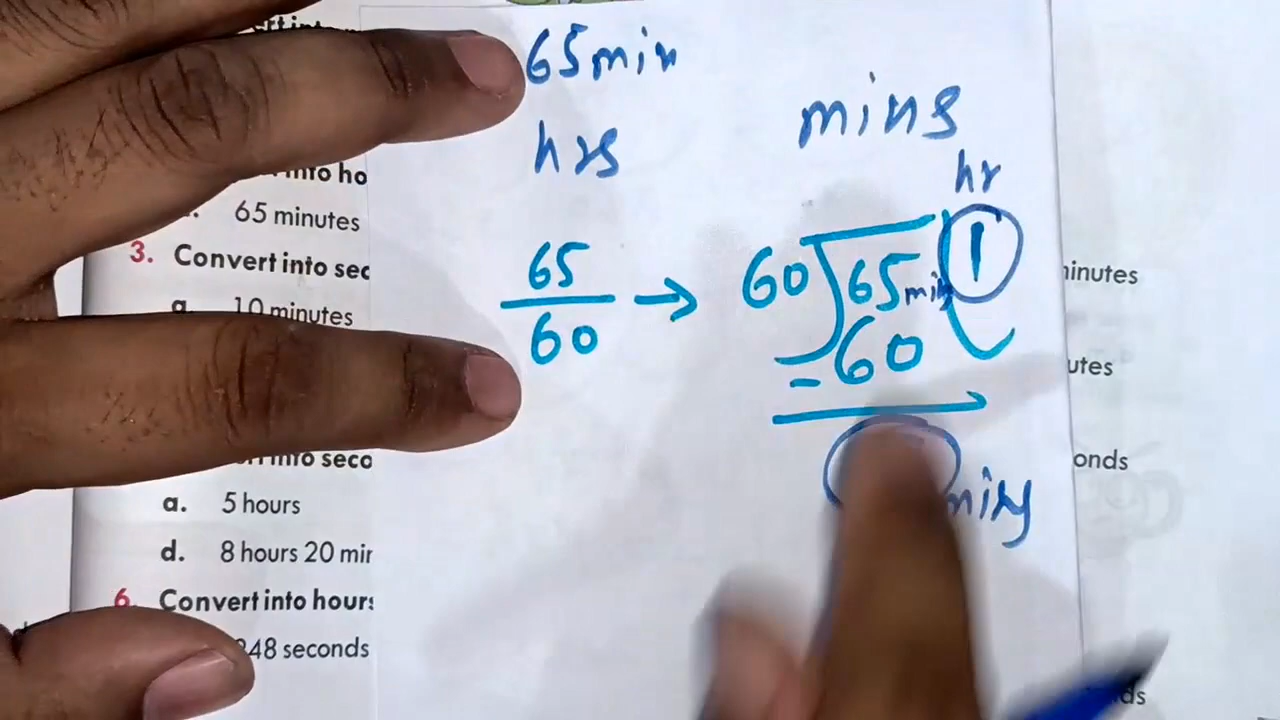 65 min
mins
hrs
hr
65
60
60 65 min 1
- 60
mins
into ho
65 minutes
3. Convert into sec
a. 10 minutes
into seco
a. 5 hours
d. 8 hours 20 min
6. Convert into hours
48 seconds
inutes
utes
onds
ds